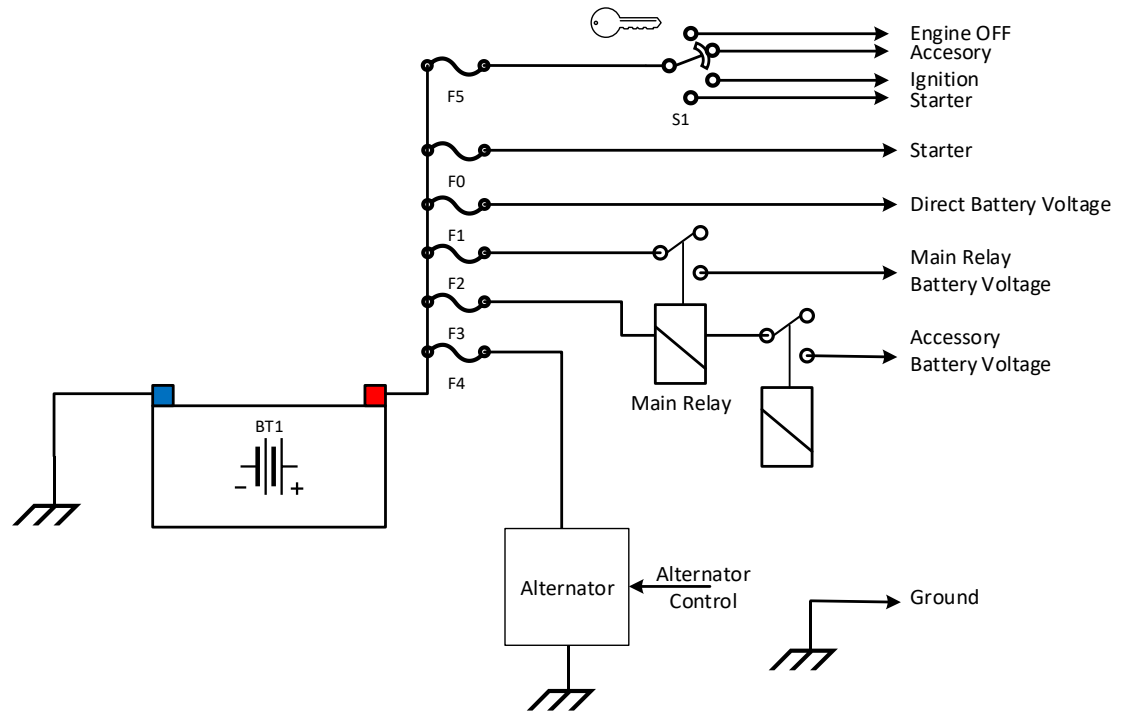 Engine OFF
Accesory
Ignition
Starter
F5
S1
Starter
F0
Direct Battery Voltage
F1
Main Relay
Battery Voltage
F2
F3
Accessory
Battery Voltage
F4
Main Relay
BT1
− +
Alternator
Alternator
Control
Ground